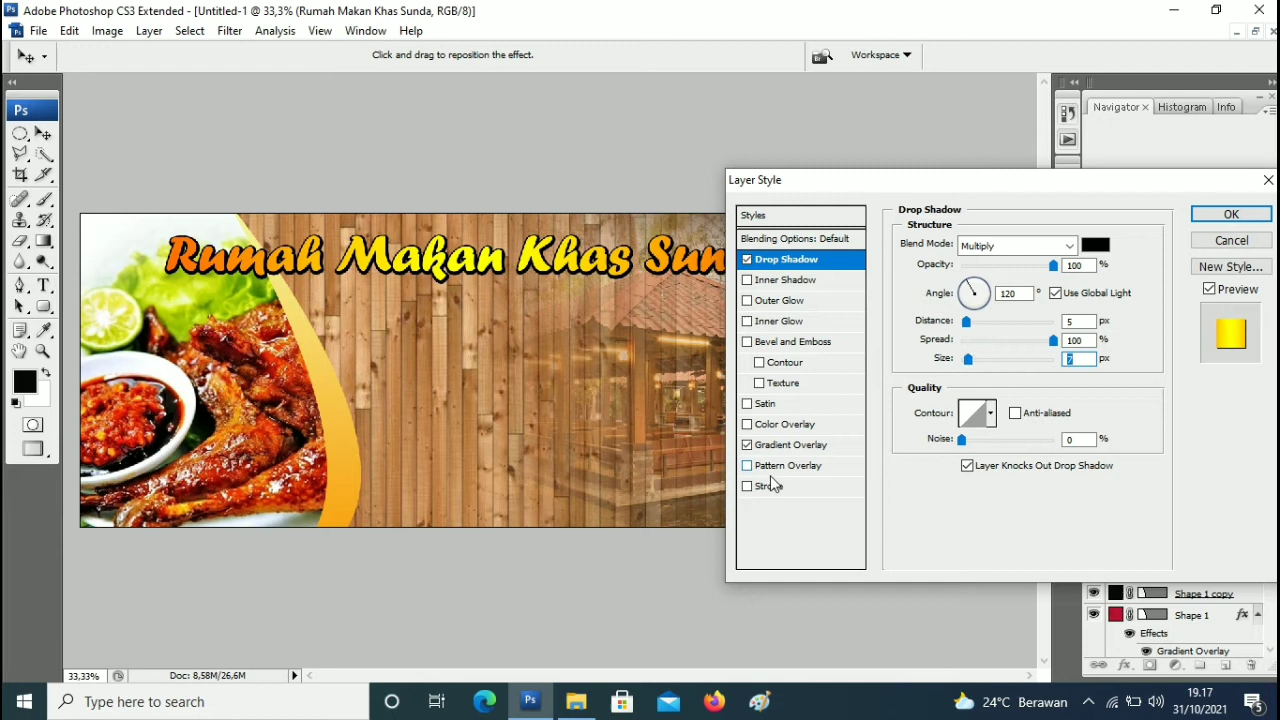 Adobe Photoshop CS3 Extended - [Untitled-1 @ 33,3% (Rumah Makan Khas Sunda, RGB/8)]
File Edit Image Layer Select Filter Analysis View Window Help
Click and drag to reposition the effect.
Workspace
Ps
Navigator Histogram Info
Layer Style
Styles
Blending Options: Default
Drop Shadow
Inner Shadow
Outer Glow
Inner Glow
Bevel and Emboss
Contour
Texture
Satin
Color Overlay
Gradient Overlay
Pattern Overlay
Drop Shadow
Structure
Blend Mode: Multiply
Opacity: 100 %
Angle: 120 ° Use Global Light
Distance: 5 px
Spread: 100 %
Size: 7 px
Quality
Contour: Anti-aliased
Noise: 0 %
Layer Knocks Out Drop Shadow
OK
Cancel
New Style...
Preview
Rumah Makan Khas Sun
Shape 1 copy
Shape 1 fx
Effects
Gradient Overlay
33,33% Doc: 8,58M/26,6M
Type here to search
24°C Berawan
19.17
31/10/2021
5